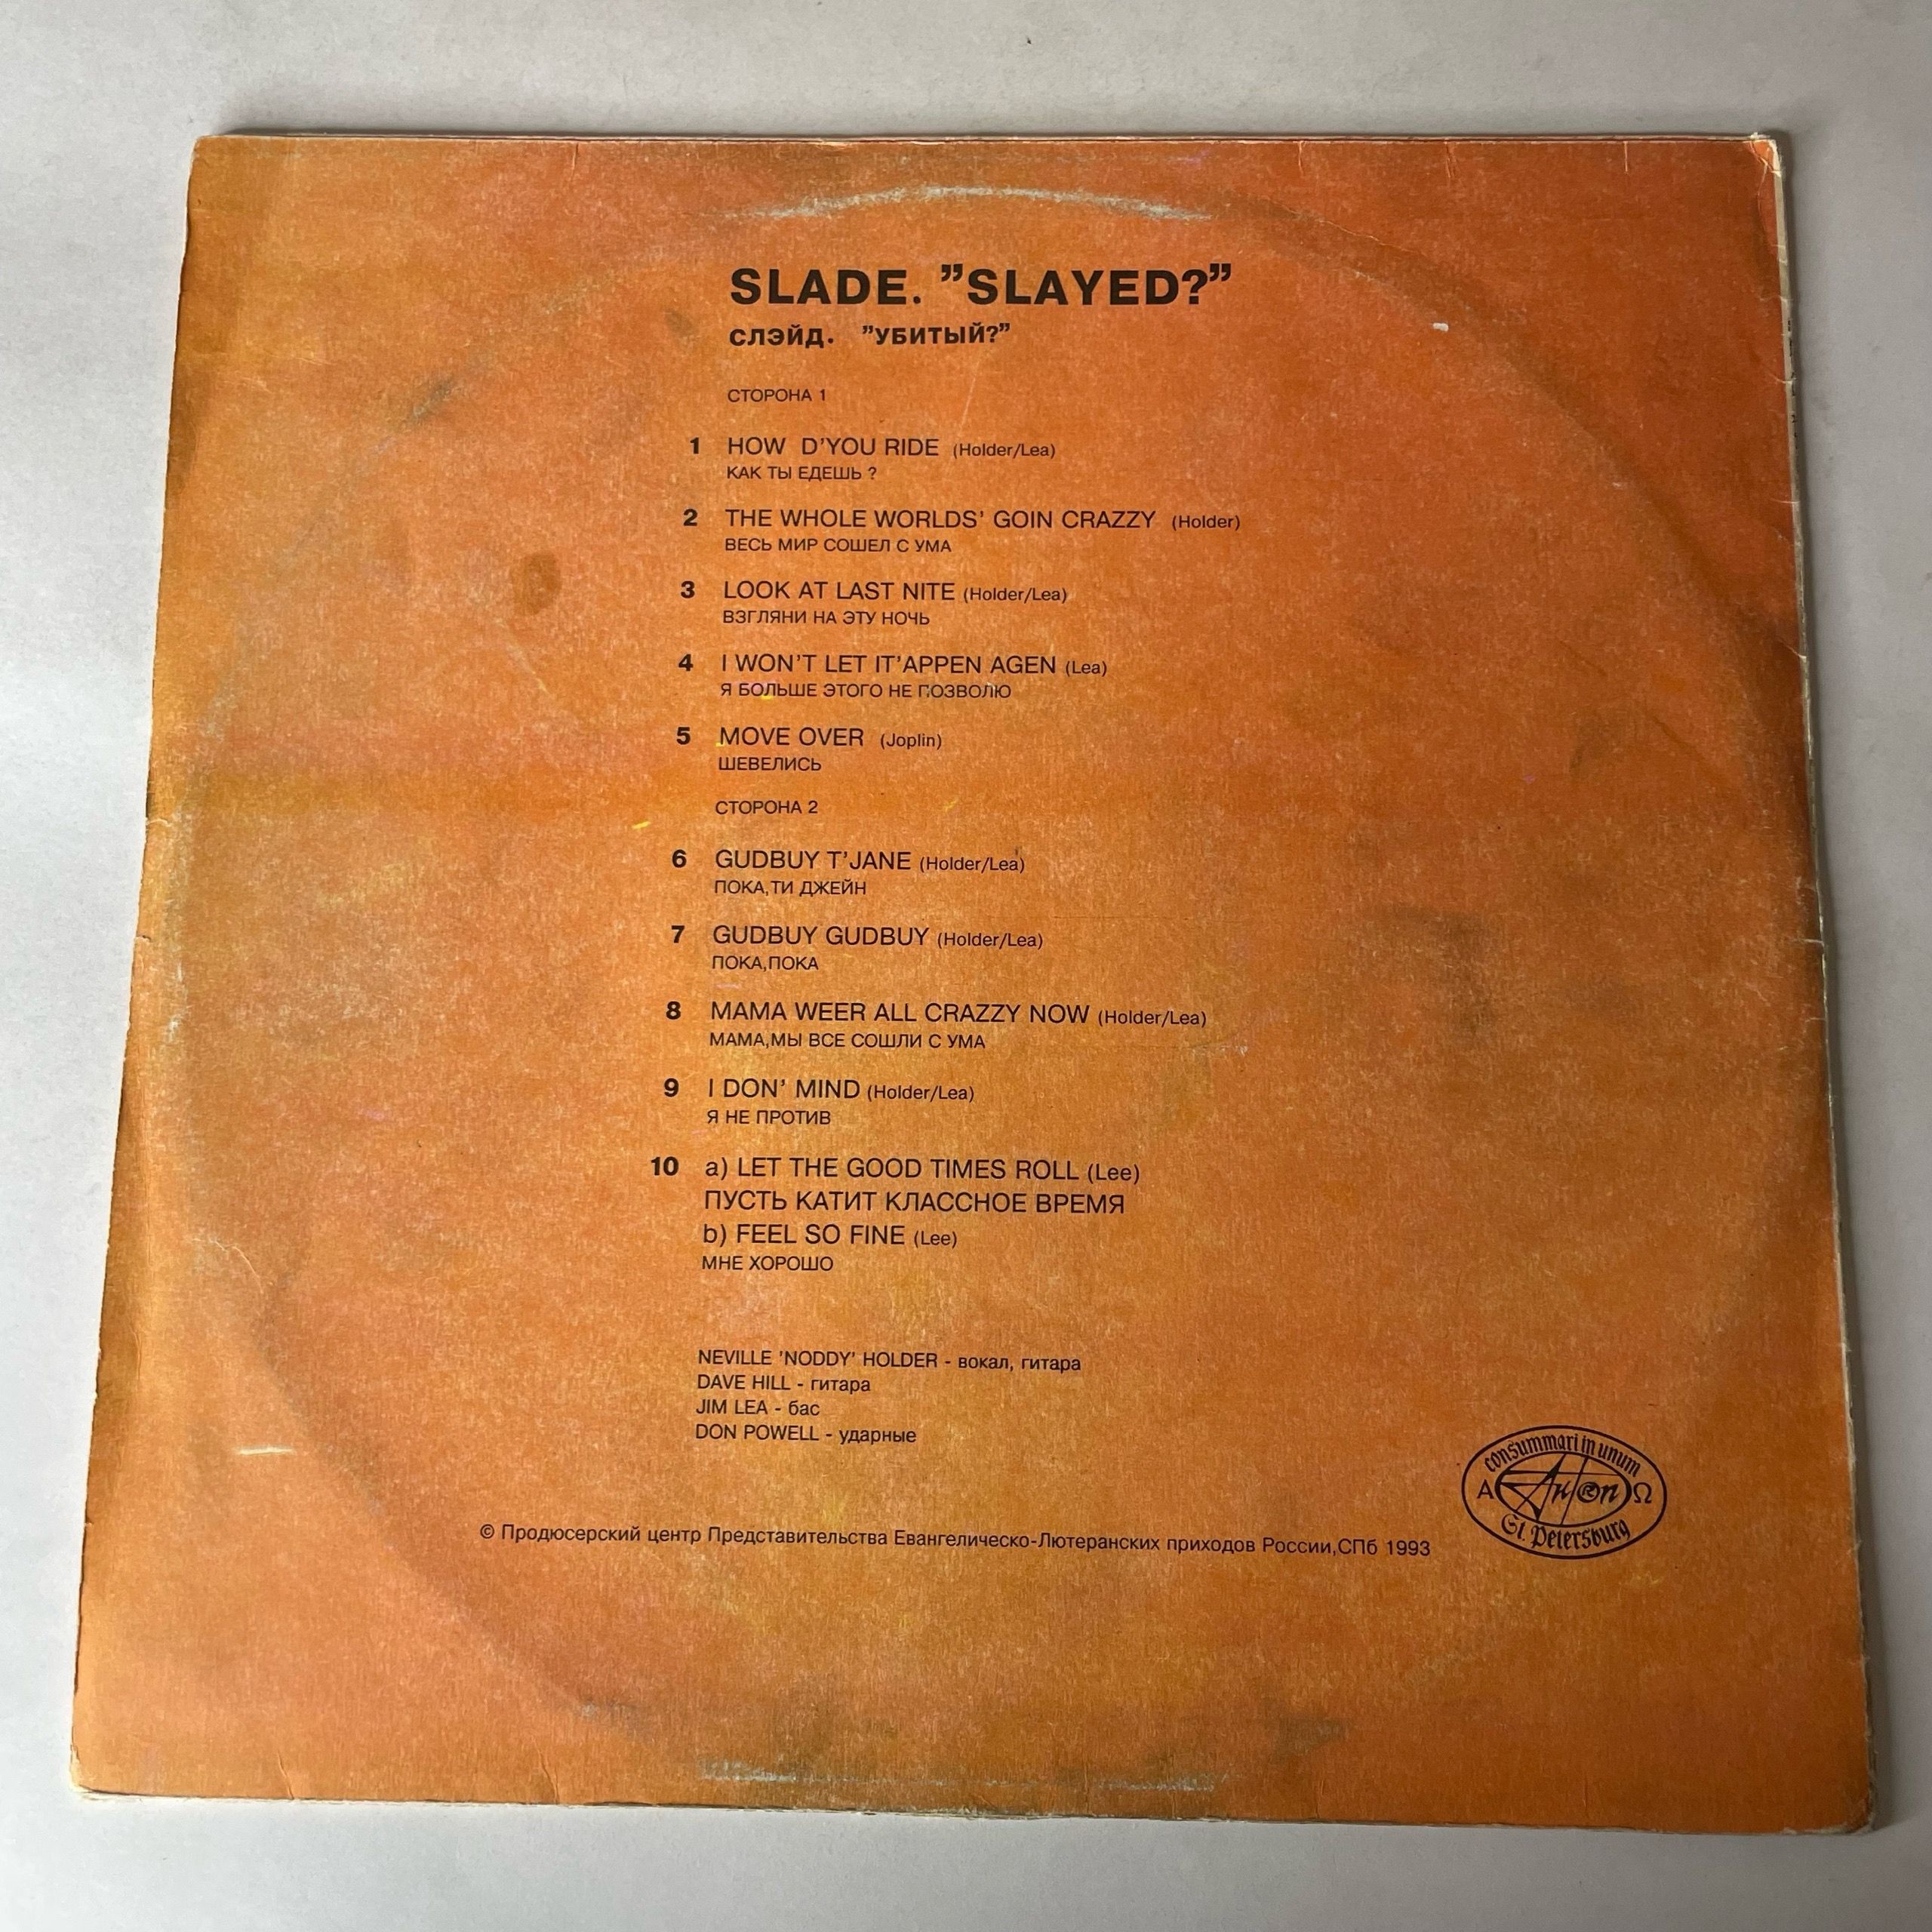 SLADE. ”SLAYED?”
СЛЭЙД. ”УБИТЫЙ?”
СТОРОНА 1
1 HOW D’YOU RIDE (Holder/Lea)
КАК ТЫ ЕДЕШЬ ?
2 THE WHOLE WORLDS’ GOIN CRAZZY (Holder)
ВЕСЬ МИР СОШЕЛ С УМА
3 LOOK AT LAST NITE (Holder/Lea)
ВЗГЛЯНИ НА ЭТУ НОЧЬ
4 I WON’T LET IT’APPEN AGEN (Lea)
Я БОЛЬШЕ ЭТОГО НЕ ПОЗВОЛЮ
5 MOVE OVER (Joplin)
ШЕВЕЛИСЬ
СТОРОНА 2
6 GUDBUY T’JANE (Holder/Lea)
ПОКА,ТИ ДЖЕЙН
7 GUDBUY GUDBUY (Holder/Lea)
ПОКА,ПОКА
8 MAMA WEER ALL CRAZZY NOW (Holder/Lea)
МАМА,МЫ ВСЕ СОШЛИ С УМА
9 I DON’ MIND (Holder/Lea)
Я НЕ ПРОТИВ
10 a) LET THE GOOD TIMES ROLL (Lee)
ПУСТЬ КАТИТ КЛАССНОЕ ВРЕМЯ
b) FEEL SO FINE (Lee)
МНЕ ХОРОШО
NEVILLE ’NODDY’ HOLDER - вокал, гитара
DAVE HILL - гитара
JIM LEA - бас
DON POWELL - ударные
consummari in unum
Α Antron Ω
St. Petersburg
© Продюсерский центр Представительства Евангелическо-Лютеранских приходов России,СПб 1993